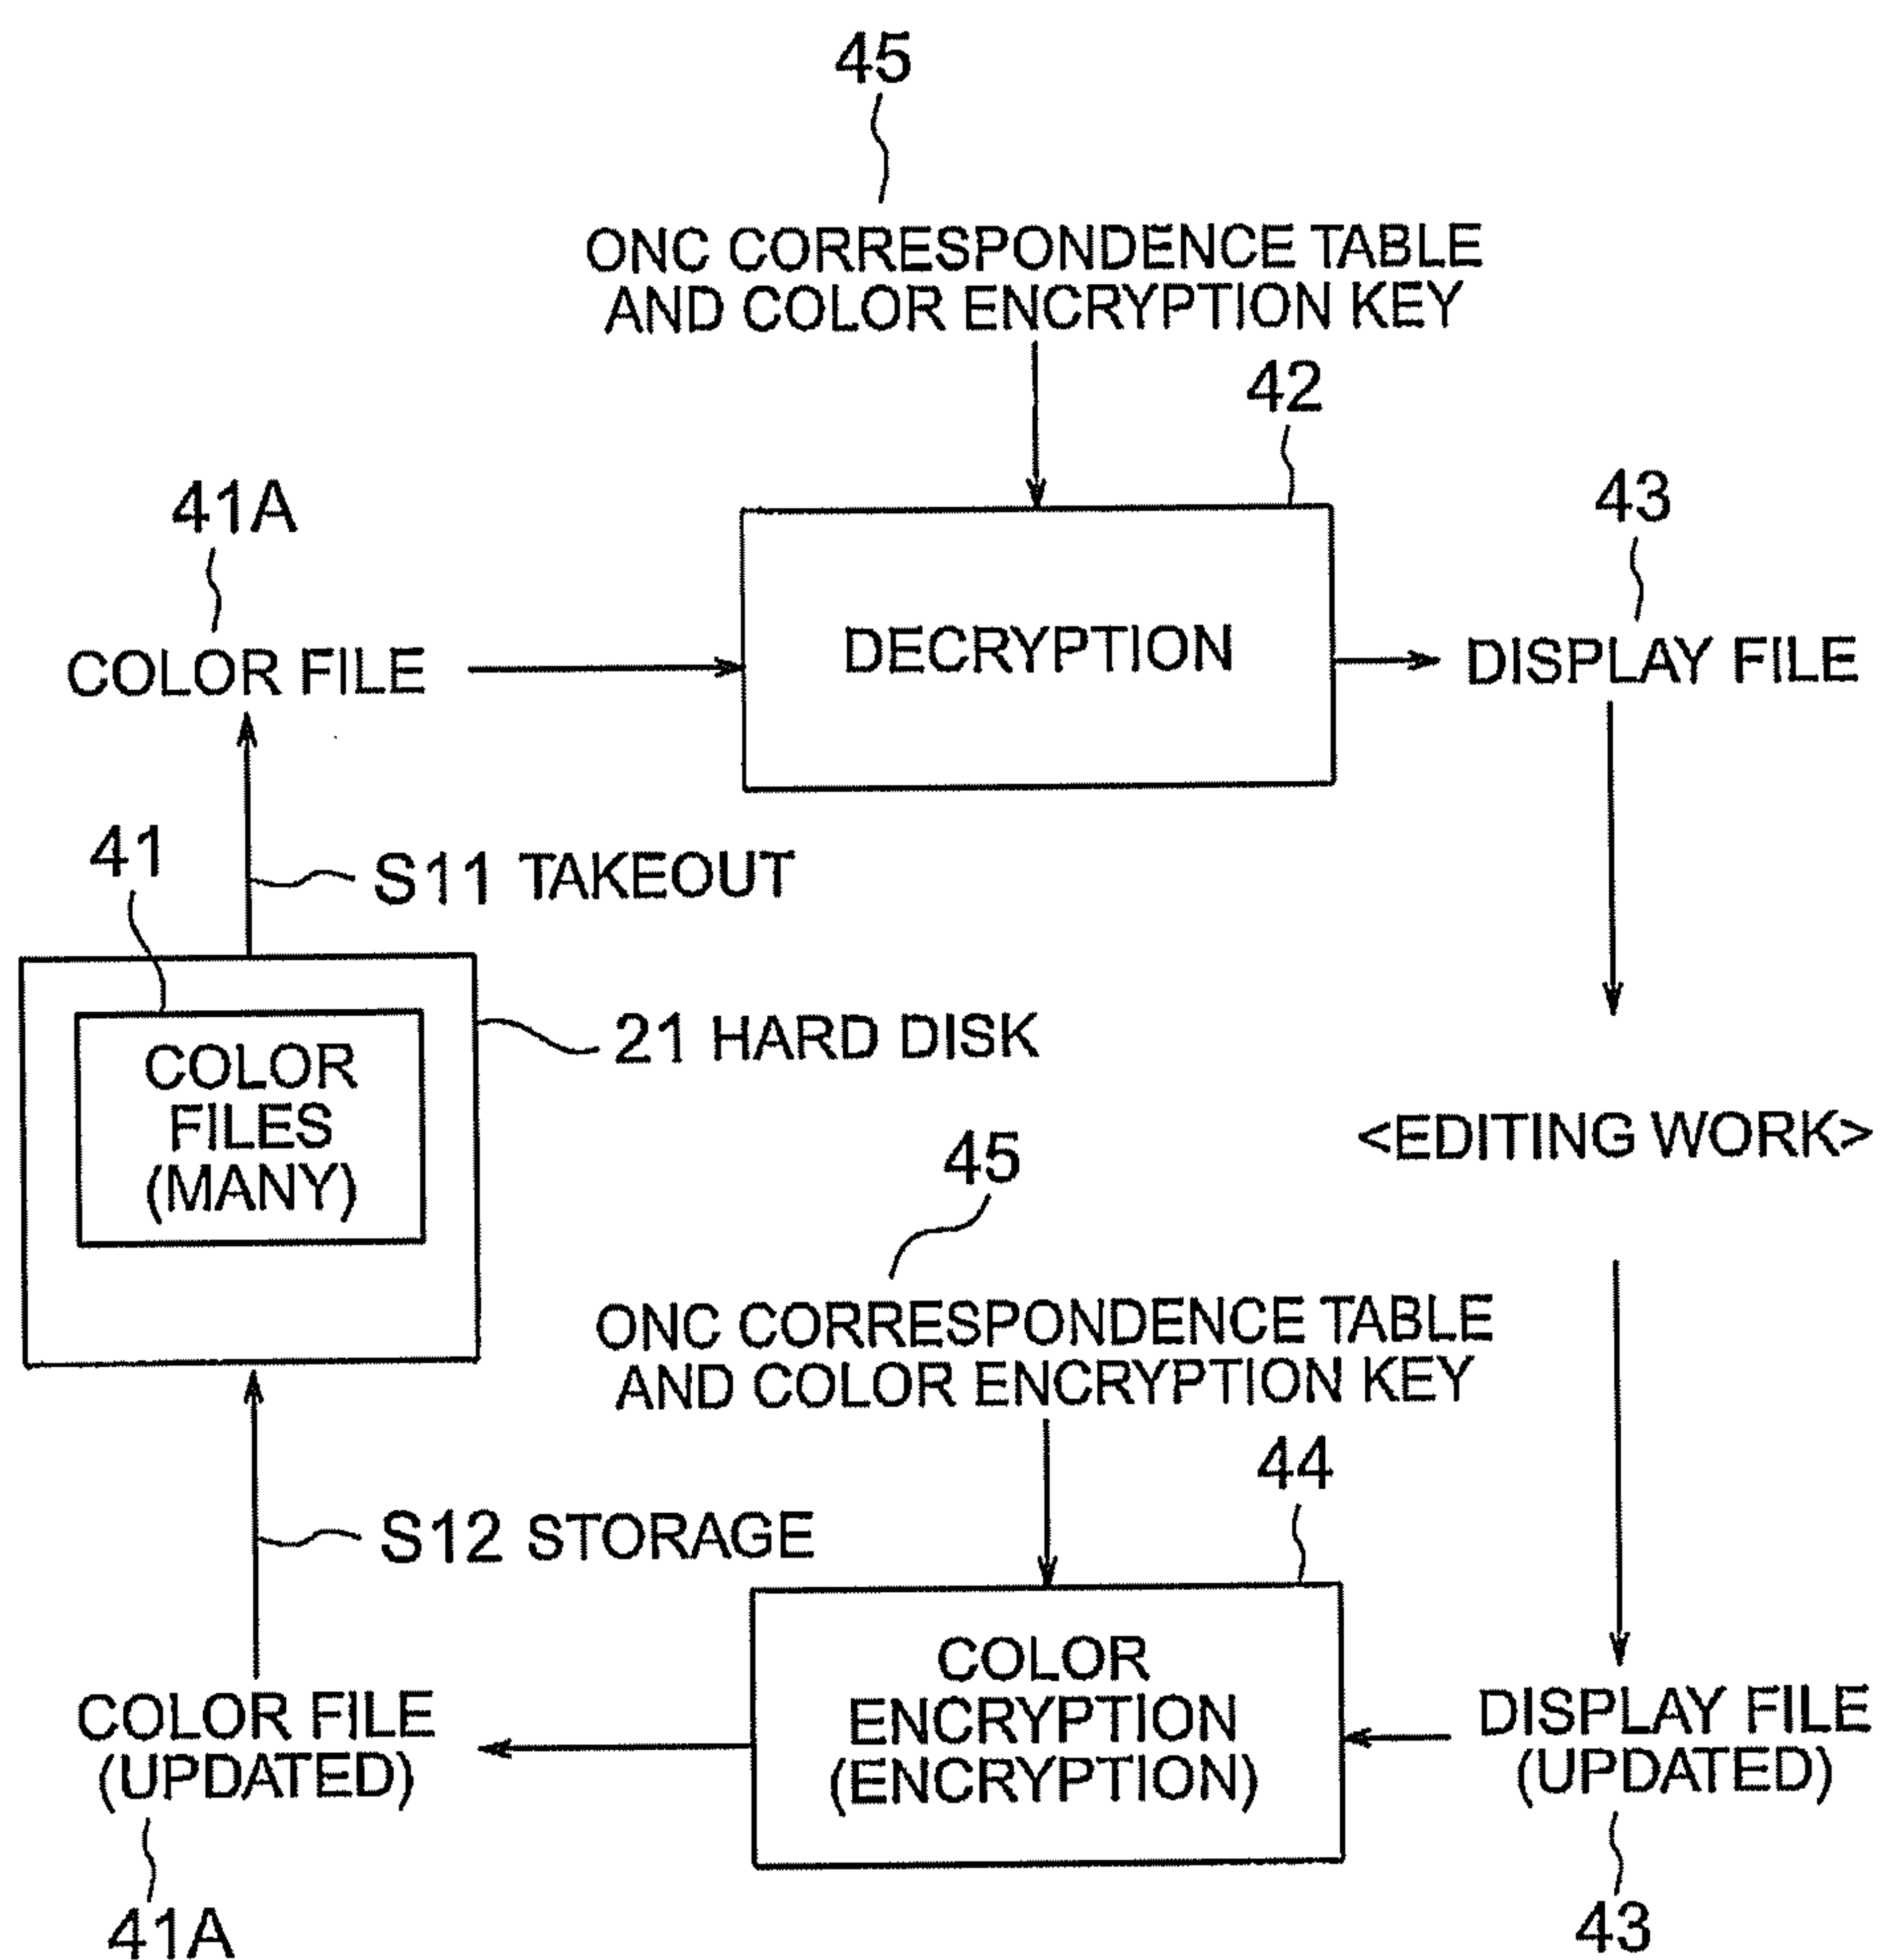 45
ONC CORRESPONDENCE TABLE
AND COLOR ENCRYPTION KEY
42
41A
43
COLOR FILE
DECRYPTION
DISPLAY FILE
41
S11 TAKEOUT
21 HARD DISK
COLOR
FILES
(MANY)
<EDITING WORK>
45
ONC CORRESPONDENCE TABLE
AND COLOR ENCRYPTION KEY
44
S12 STORAGE
COLOR FILE
(UPDATED)
COLOR
ENCRYPTION
(ENCRYPTION)
DISPLAY FILE
(UPDATED)
41A
43